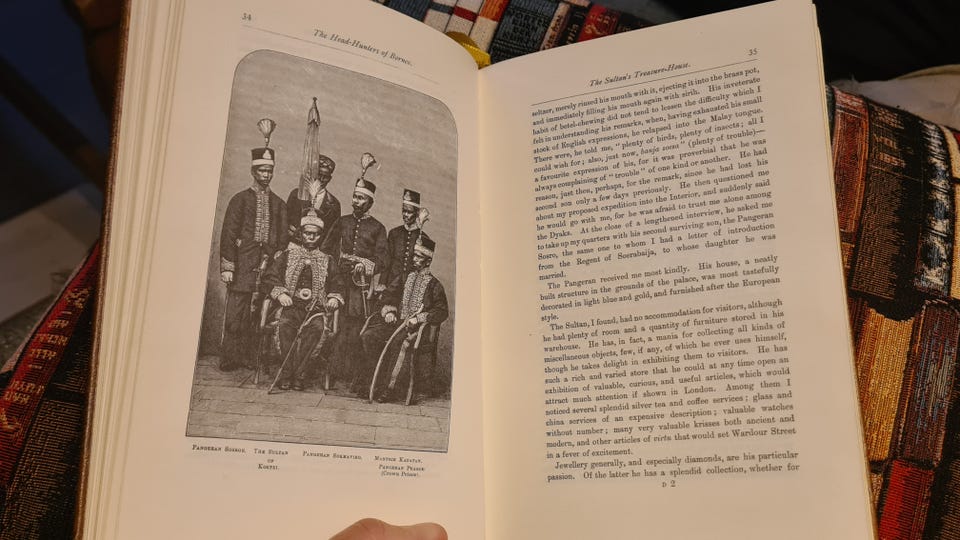 34
The Head-Hunters of Borneo.
PANGERAN SOSROE. THE SULTAN PANGERAN SOKMAVIRO.
OF
KOETEI.
PANGERAN PRABOE
(CROWN PRINCE).
35
The Sultan's Treasure-House.
seltzer, merely rinsed his mouth with it, ejecting it into the brass pot,
and immediately filling his mouth again with sirih. His inveterate
habit of betel-chewing did not tend to lessen the difficulty which I
felt in understanding his remarks, when, having exhausted his small
stock of English expressions, he relapsed into the Malay tongue.
There were, he told me, "plenty of birds, plenty of insects; all I
could wish for; also, just now, banja soesa" (plenty of trouble)—
a favourite expression of his, for it was proverbial that he was
always complaining of "trouble" of one kind or another. He had
reason, just then, perhaps, for the remark, since he had lost his
second son only a few days previously. He then questioned me
about my proposed expedition into the Interior, and suddenly said
he would go with me, for he was afraid to trust me alone among
the Dyaks. At the close of a lengthened interview, he asked me
to take up my quarters with his second surviving son, the Pangeran
Sosro, the same one to whom I had a letter of introduction
from the Regent of Soerabaija, to whose daughter he was
married.
The Pangeran received me most kindly. His house, a neatly
built structure in the grounds of the palace, was most tastefully
decorated in light blue and gold, and furnished after the European
style.
The Sultan, I found, had no accommodation for visitors, although
he had plenty of room and a quantity of furniture stored in his
warehouse. He has, in fact, a mania for collecting all kinds of
miscellaneous objects, few, if any, of which he ever uses himself,
though he takes delight in exhibiting them to visitors. He has
such a rich and varied store that he could at any time open an
exhibition of valuable, curious, and useful articles, which would
attract much attention if shown in London. Among them I
noticed several splendid silver tea and coffee services; glass and
china services of an expensive description; valuable watches
without number; many very valuable krisses both ancient and
modern, and other articles of virtu that would set Wardour Street
in a fever of excitement.
Jewellery generally, and especially diamonds, are his particular
passion. Of the latter he has a splendid collection, whether for
D 2